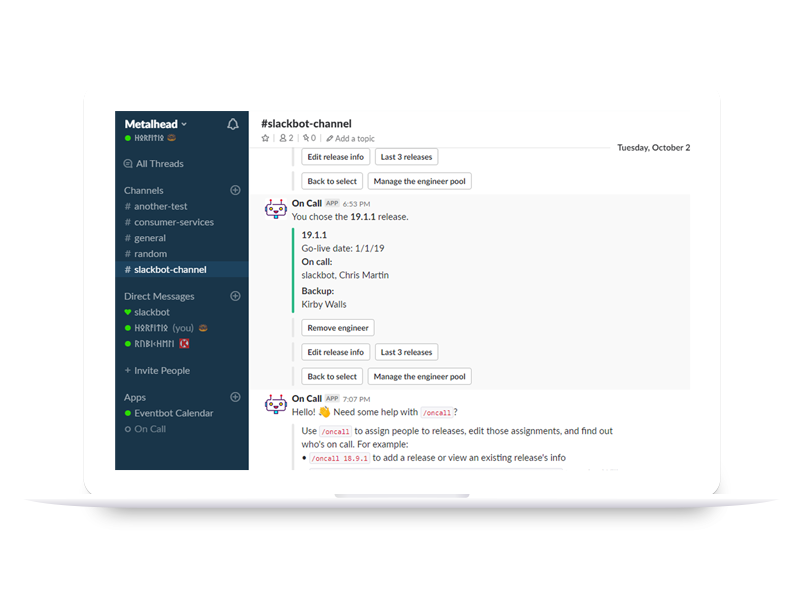 Metalhead
All Threads
Channels
# another-test
# consumer-services
# general
# random
# slackbot-channel
Direct Messages
slackbot
(you)
+ Invite People
Apps
Eventbot Calendar
On Call
#slackbot-channel
2 | 0 | Add a topic
Tuesday, October 2
Edit release info Last 3 releases
Back to select Manage the engineer pool
On Call APP 6:53 PM
You chose the 19.1.1 release.
19.1.1
Go-live date: 1/1/19
On call:
slackbot, Chris Martin
Backup:
Kirby Walls
Remove engineer
Edit release info Last 3 releases
Back to select Manage the engineer pool
On Call APP 7:07 PM
Hello! 👋 Need some help with /oncall ?
Use /oncall to assign people to releases, edit those assignments, and find out
who's on call. For example:
• /oncall 18.9.1 to add a release or view an existing release's info